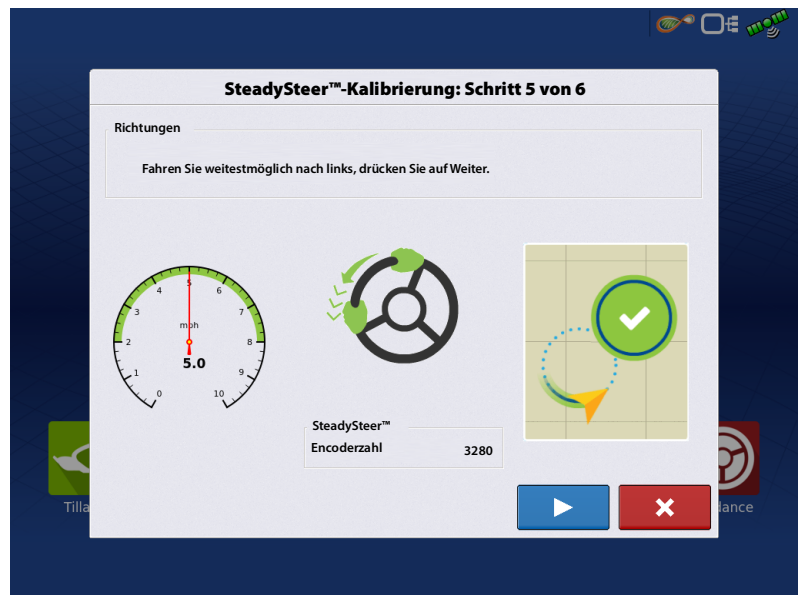 SteadySteer™-Kalibrierung: Schritt 5 von 6
Richtungen
Fahren Sie weitestmöglich nach links, drücken Sie auf Weiter.
0
1
2
3
4
5
6
7
8
9
10
mph
5.0
SteadySteer™
Encoderzahl 3280
Tilla
dance